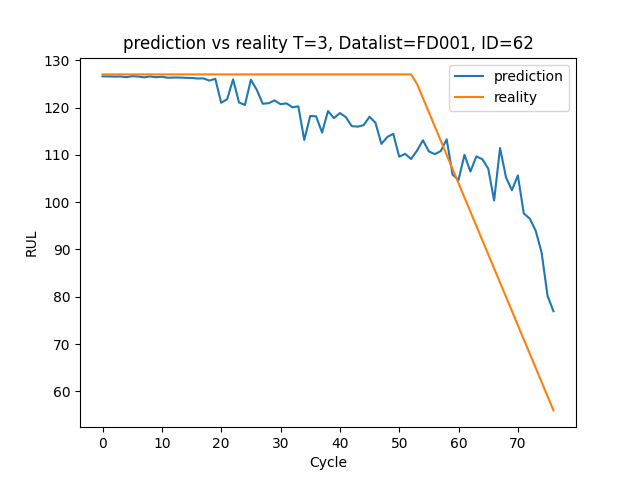 prediction vs reality T=3, Datalist=FD001, ID=62
130
120
110
100
90
80
70
60
RUL
prediction
reality
0 10 20 30 40 50 60 70
Cycle